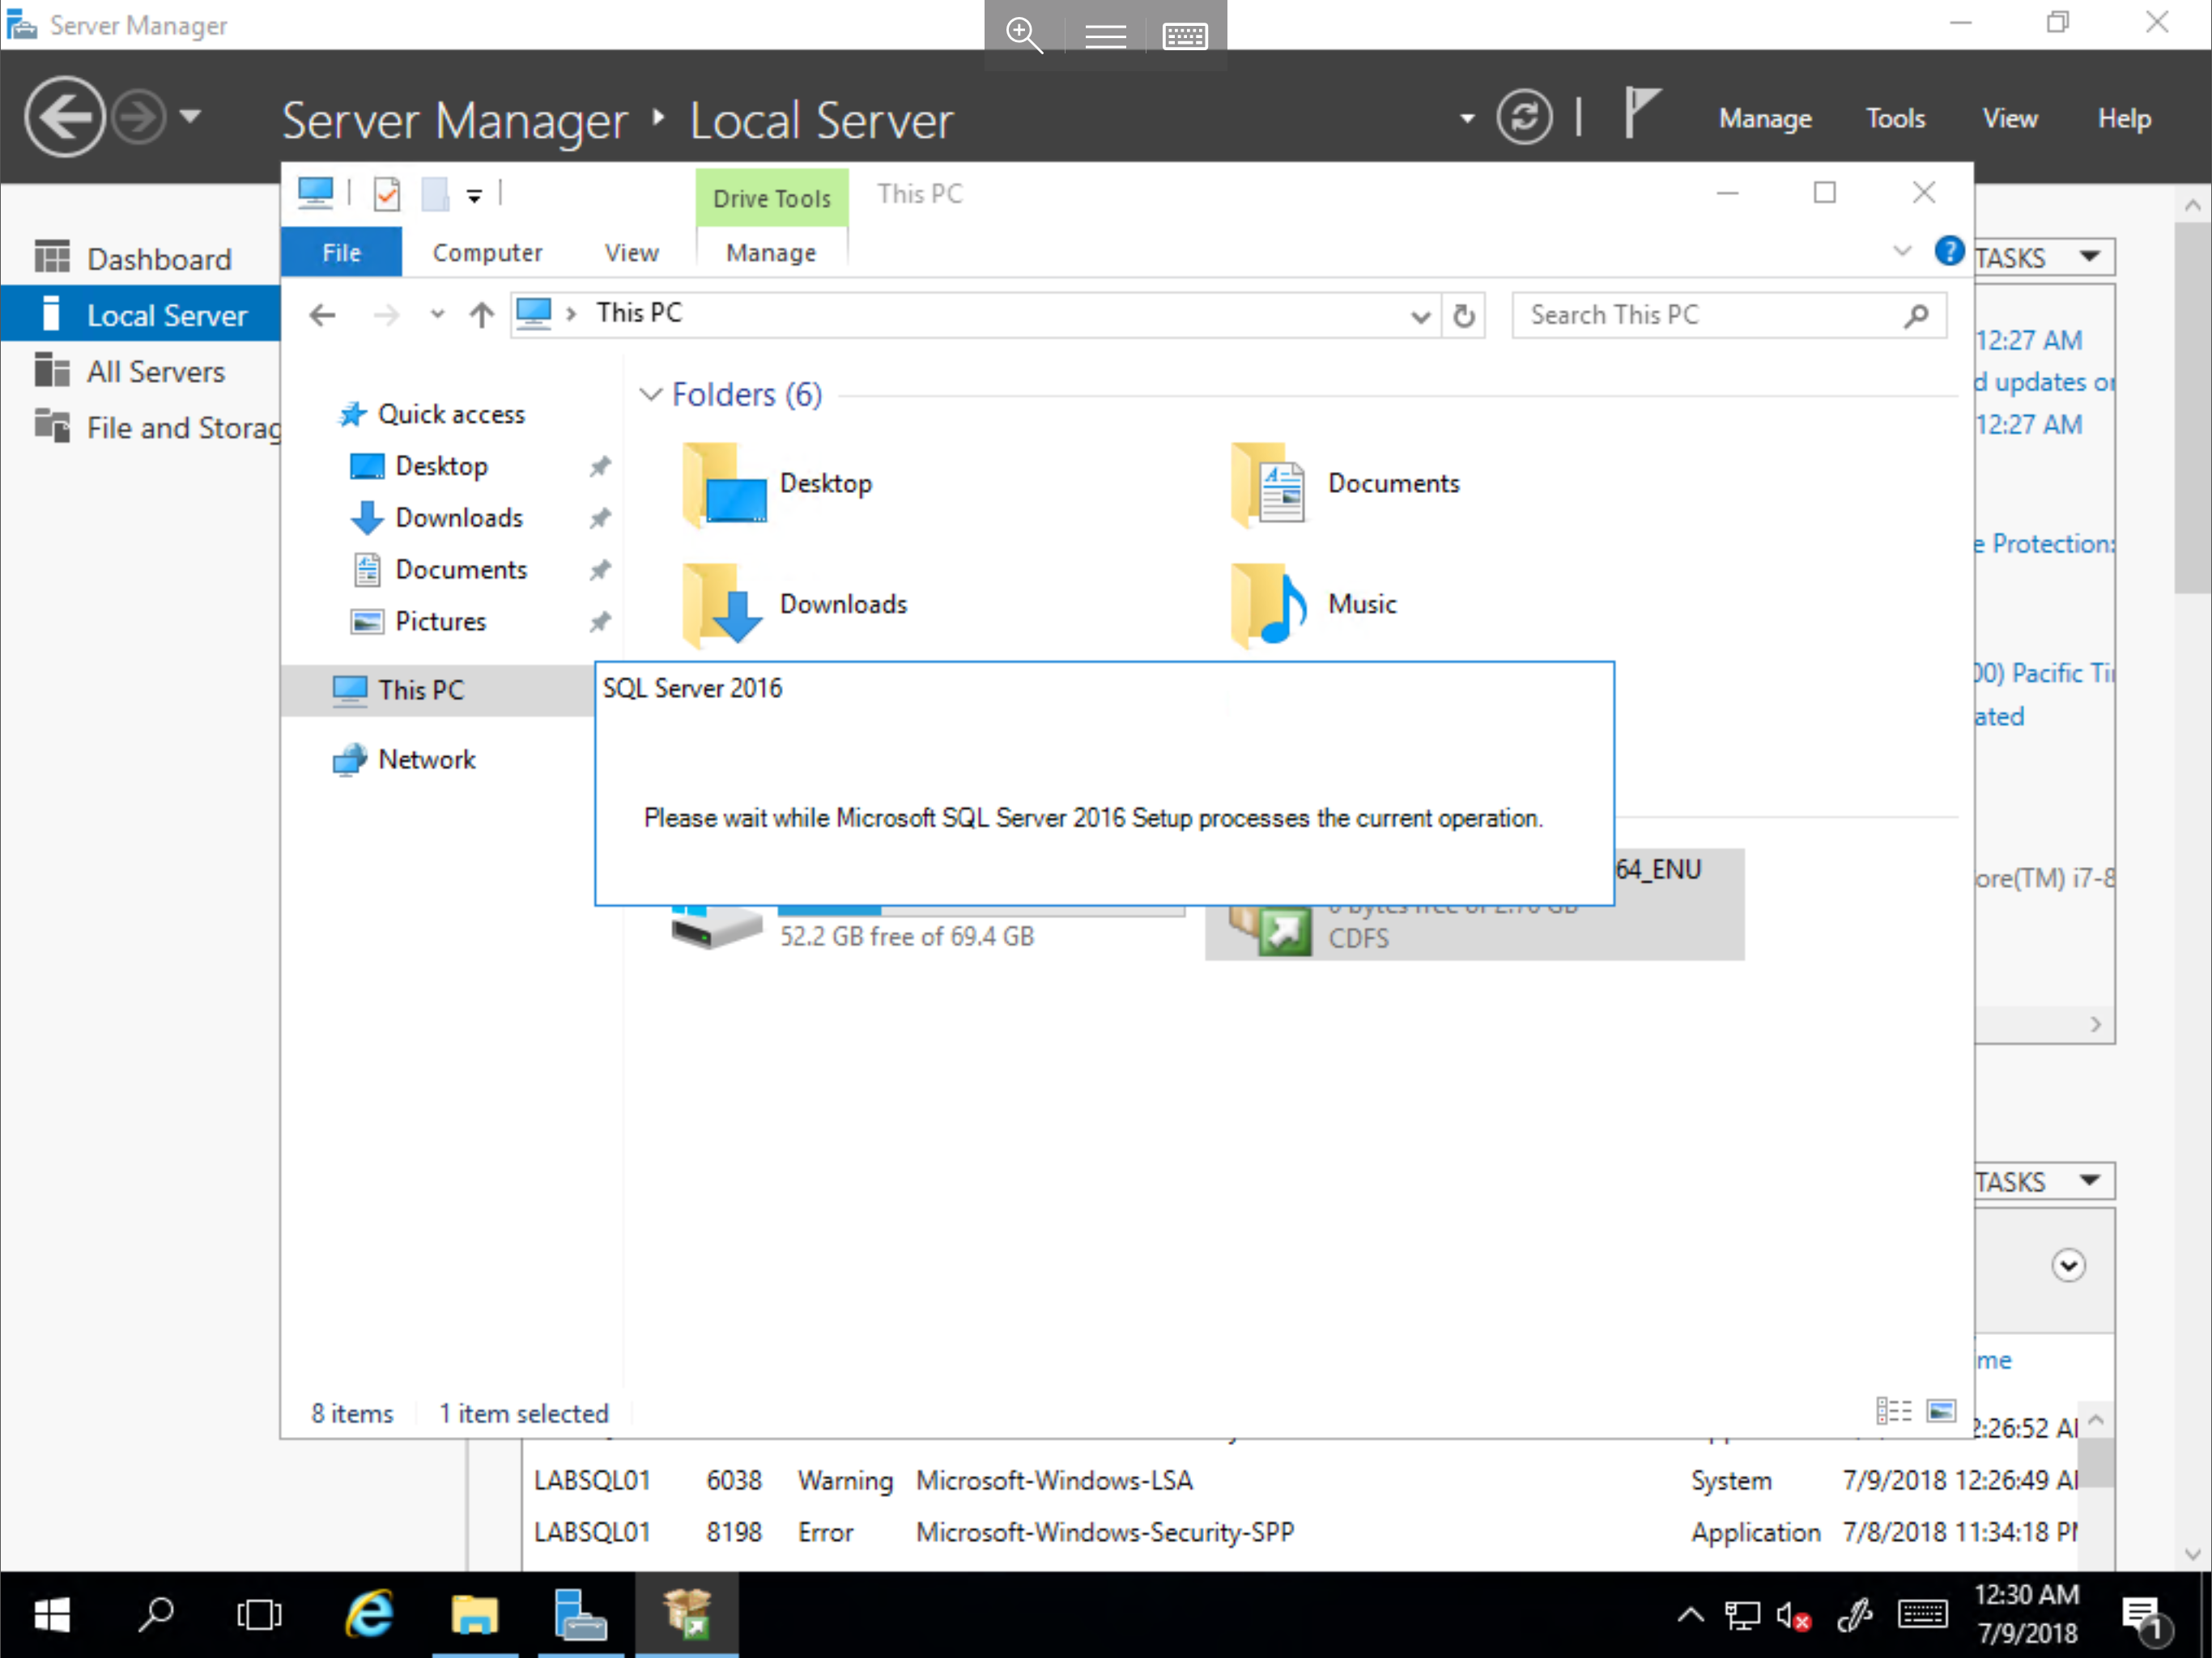 Server Manager
Server Manager ▸ Local Server
Manage Tools View Help
Drive Tools This PC
File Computer View Manage
This PC
Search This PC
Dashboard
Local Server
All Servers
File and Storag
Quick access
Desktop
Downloads
Documents
Pictures
This PC
Network
Folders (6)
Desktop
Documents
Downloads
Music
SQL Server 2016
Please wait while Microsoft SQL Server 2016 Setup processes the current operation.
64_ENU
52.2 GB free of 69.4 GB
CDFS
8 items 1 item selected
TASKS
12:27 AM
d updates or
12:27 AM
e Protection:
00) Pacific Ti
ated
ore(TM) i7-8
TASKS
me
2:26:52 A
LABSQL01 6038 Warning Microsoft-Windows-LSA System 7/9/2018 12:26:49 A
LABSQL01 8198 Error Microsoft-Windows-Security-SPP Application 7/8/2018 11:34:18 P
12:30 AM
7/9/2018
1